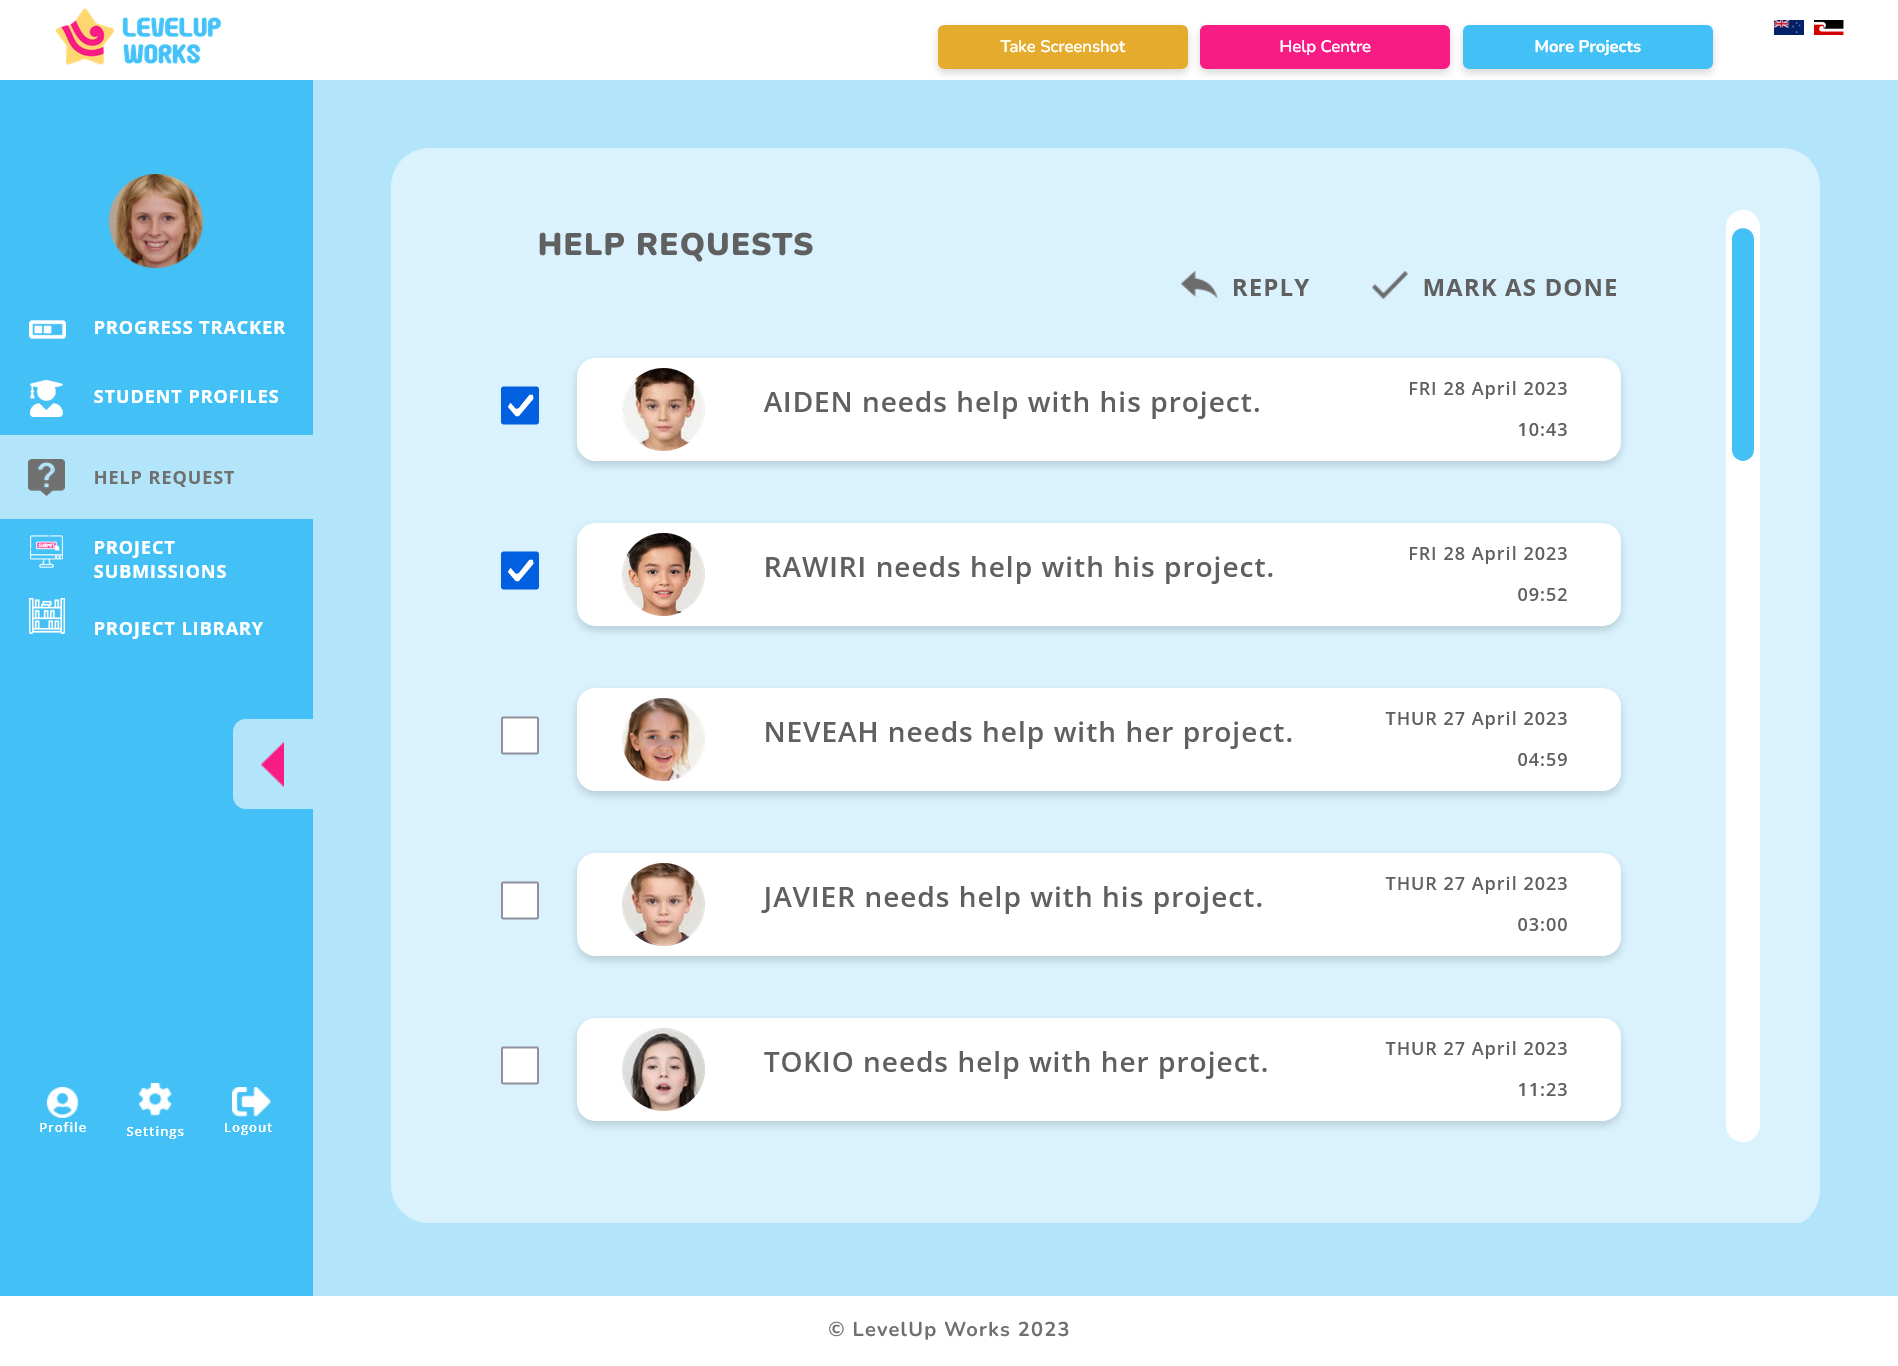 LEVELUP
WORKS
Take Screenshot
Help Centre
More Projects
HELP REQUESTS
REPLY
MARK AS DONE
PROGRESS TRACKER
STUDENT PROFILES
HELP REQUEST
PROJECT
SUBMISSIONS
PROJECT LIBRARY
AIDEN needs help with his project.
FRI 28 April 2023
10:43
RAWIRI needs help with his project.
FRI 28 April 2023
09:52
NEVEAH needs help with her project.
THUR 27 April 2023
04:59
JAVIER needs help with his project.
THUR 27 April 2023
03:00
TOKIO needs help with her project.
THUR 27 April 2023
11:23
Profile
Settings
Logout
© LevelUp Works 2023